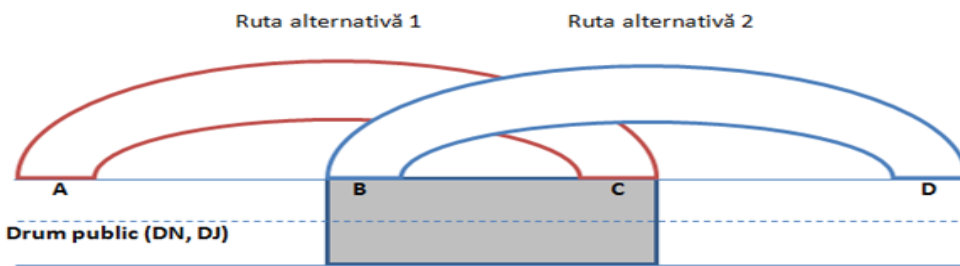 Ruta alternativă 1 Ruta alternativă 2
A B C D
Drum public (DN, DJ)